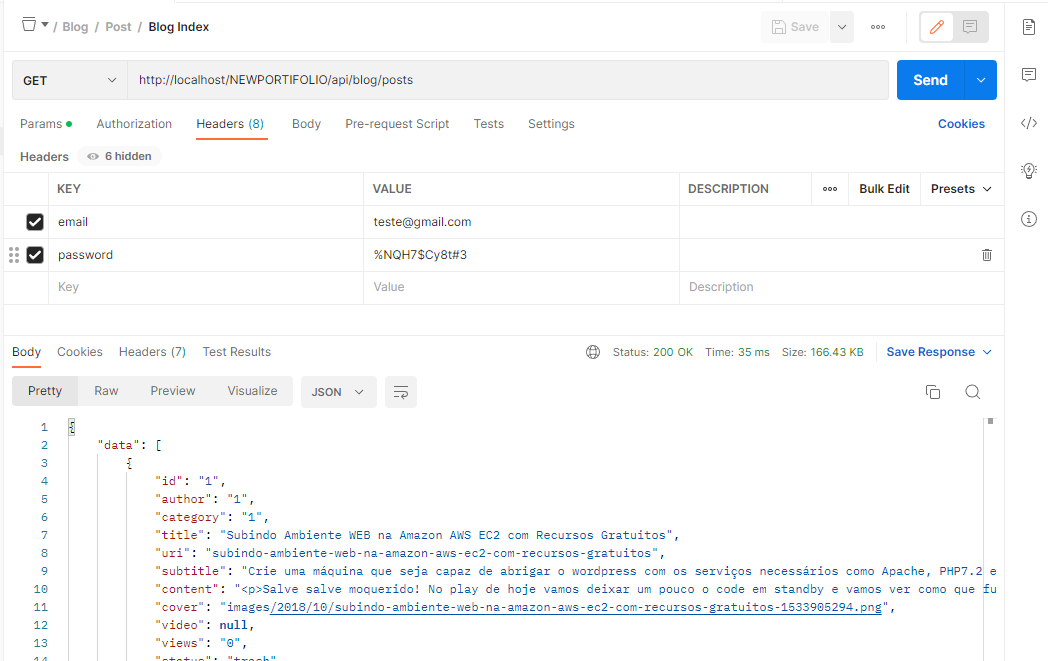 / Blog / Post / Blog Index
Save
GET
http://localhost/NEWPORTIFOLIO/api/blog/posts
Send
Params
Authorization
Headers (8)
Body
Pre-request Script
Tests
Settings
Cookies
Headers
6 hidden
KEY VALUE DESCRIPTION
Bulk Edit
Presets
email teste@gmail.com
password %NQH7$Cy8t#3
Key Value Description
Body Cookies Headers (7) Test Results
Status: 200 OK Time: 35 ms Size: 166.43 KB
Save Response
Pretty Raw Preview Visualize
JSON
1 {
2 "data": [
3 {
4 "id": "1",
5 "author": "1",
6 "category": "1",
7 "title": "Subindo Ambiente WEB na Amazon AWS EC2 com Recursos Gratuitos",
8 "uri": "subindo-ambiente-web-na-amazon-aws-ec2-com-recursos-gratuitos",
9 "subtitle": "Crie uma máquina que seja capaz de abrigar o wordpress com os serviços necessários como Apache, PHP7.2 e
10 "content": "<p>Salve salve moquerido! No play de hoje vamos deixar um pouco o code em standby e vamos ver como que fu
11 "cover": "images/2018/10/subindo-ambiente-web-na-amazon-aws-ec2-com-recursos-gratuitos-1533905294.png",
12 "video": null,
13 "views": "0",
14 "status": "trash"